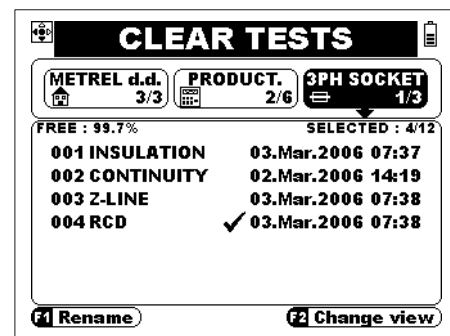 CLEAR TESTS
METREL d.d. PRODUCT. 3PH SOCKET
3/3 2/6 1/3
FREE : 99.7% SELECTED : 4/12
001 INSULATION 03.Mar.2006 07:37
002 CONTINUITY 02.Mar.2006 14:19
003 Z-LINE 03.Mar.2006 07:38
004 RCD ✓ 03.Mar.2006 07:38
F1 Rename F2 Change view